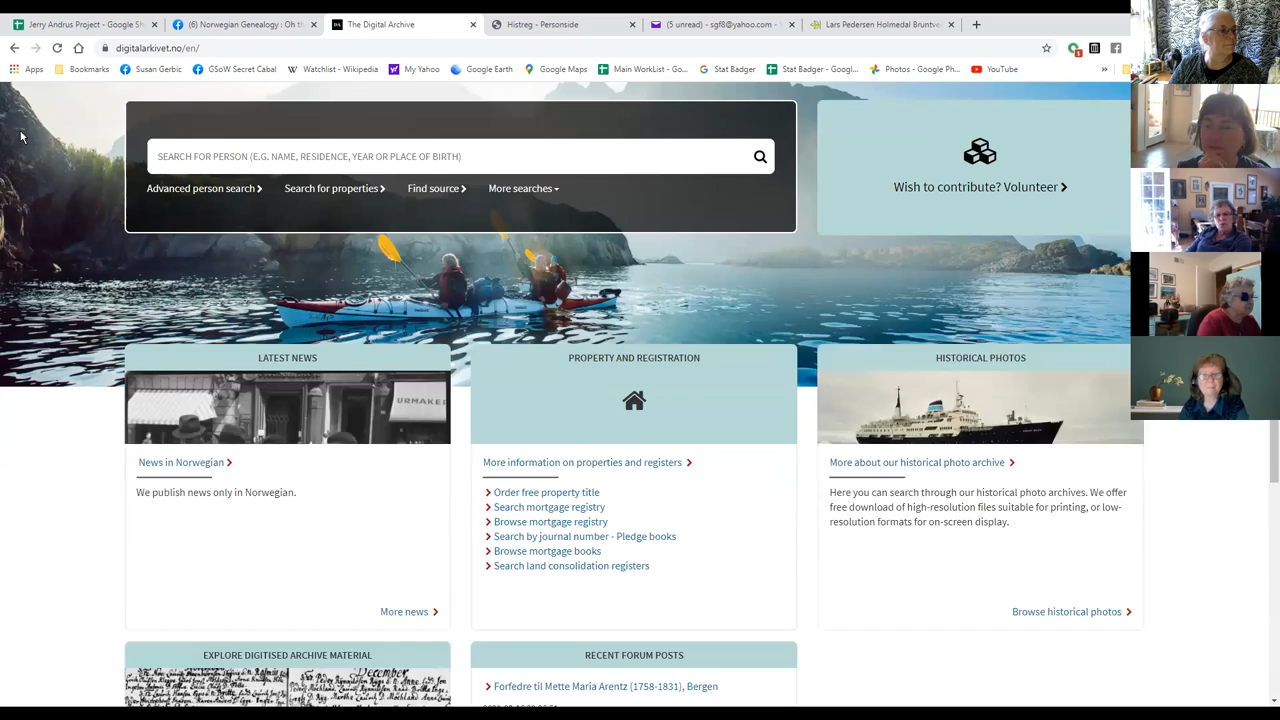 Jerry Andrus Project - Google Sh
(6) Norwegian Genealogy : Oh th
The Digital Archive
Histreg - Personside
(5 unread) - sgf8@yahoo.com -
Lars Pedersen Holmedal Bruntve
digitalarkivet.no/en/
Apps
Bookmarks
Susan Gerbic
GSoW Secret Cabal
Watchlist - Wikipedia
My Yahoo
Google Earth
Google Maps
Main WorkList - Go...
Stat Badger
Stat Badger - Googl...
Photos - Google Ph...
YouTube
SEARCH FOR PERSON (E.G. NAME, RESIDENCE, YEAR OR PLACE OF BIRTH)
Advanced person search
Search for properties
Find source
More searches
Wish to contribute? Volunteer
LATEST NEWS
URMAKER
News in Norwegian
We publish news only in Norwegian.
More news
PROPERTY AND REGISTRATION
More information on properties and registers
Order free property title
Search mortgage registry
Browse mortgage registry
Search by journal number - Pledge books
Browse mortgage books
Search land consolidation registers
HISTORICAL PHOTOS
More about our historical photo archive
Here you can search through our historical photo archives. We offer
free download of high-resolution files suitable for printing, or low-
resolution formats for on-screen display.
Browse historical photos
EXPLORE DIGITISED ARCHIVE MATERIAL
December
RECENT FORUM POSTS
Forfedre til Mette Maria Arentz (1758-1831), Bergen